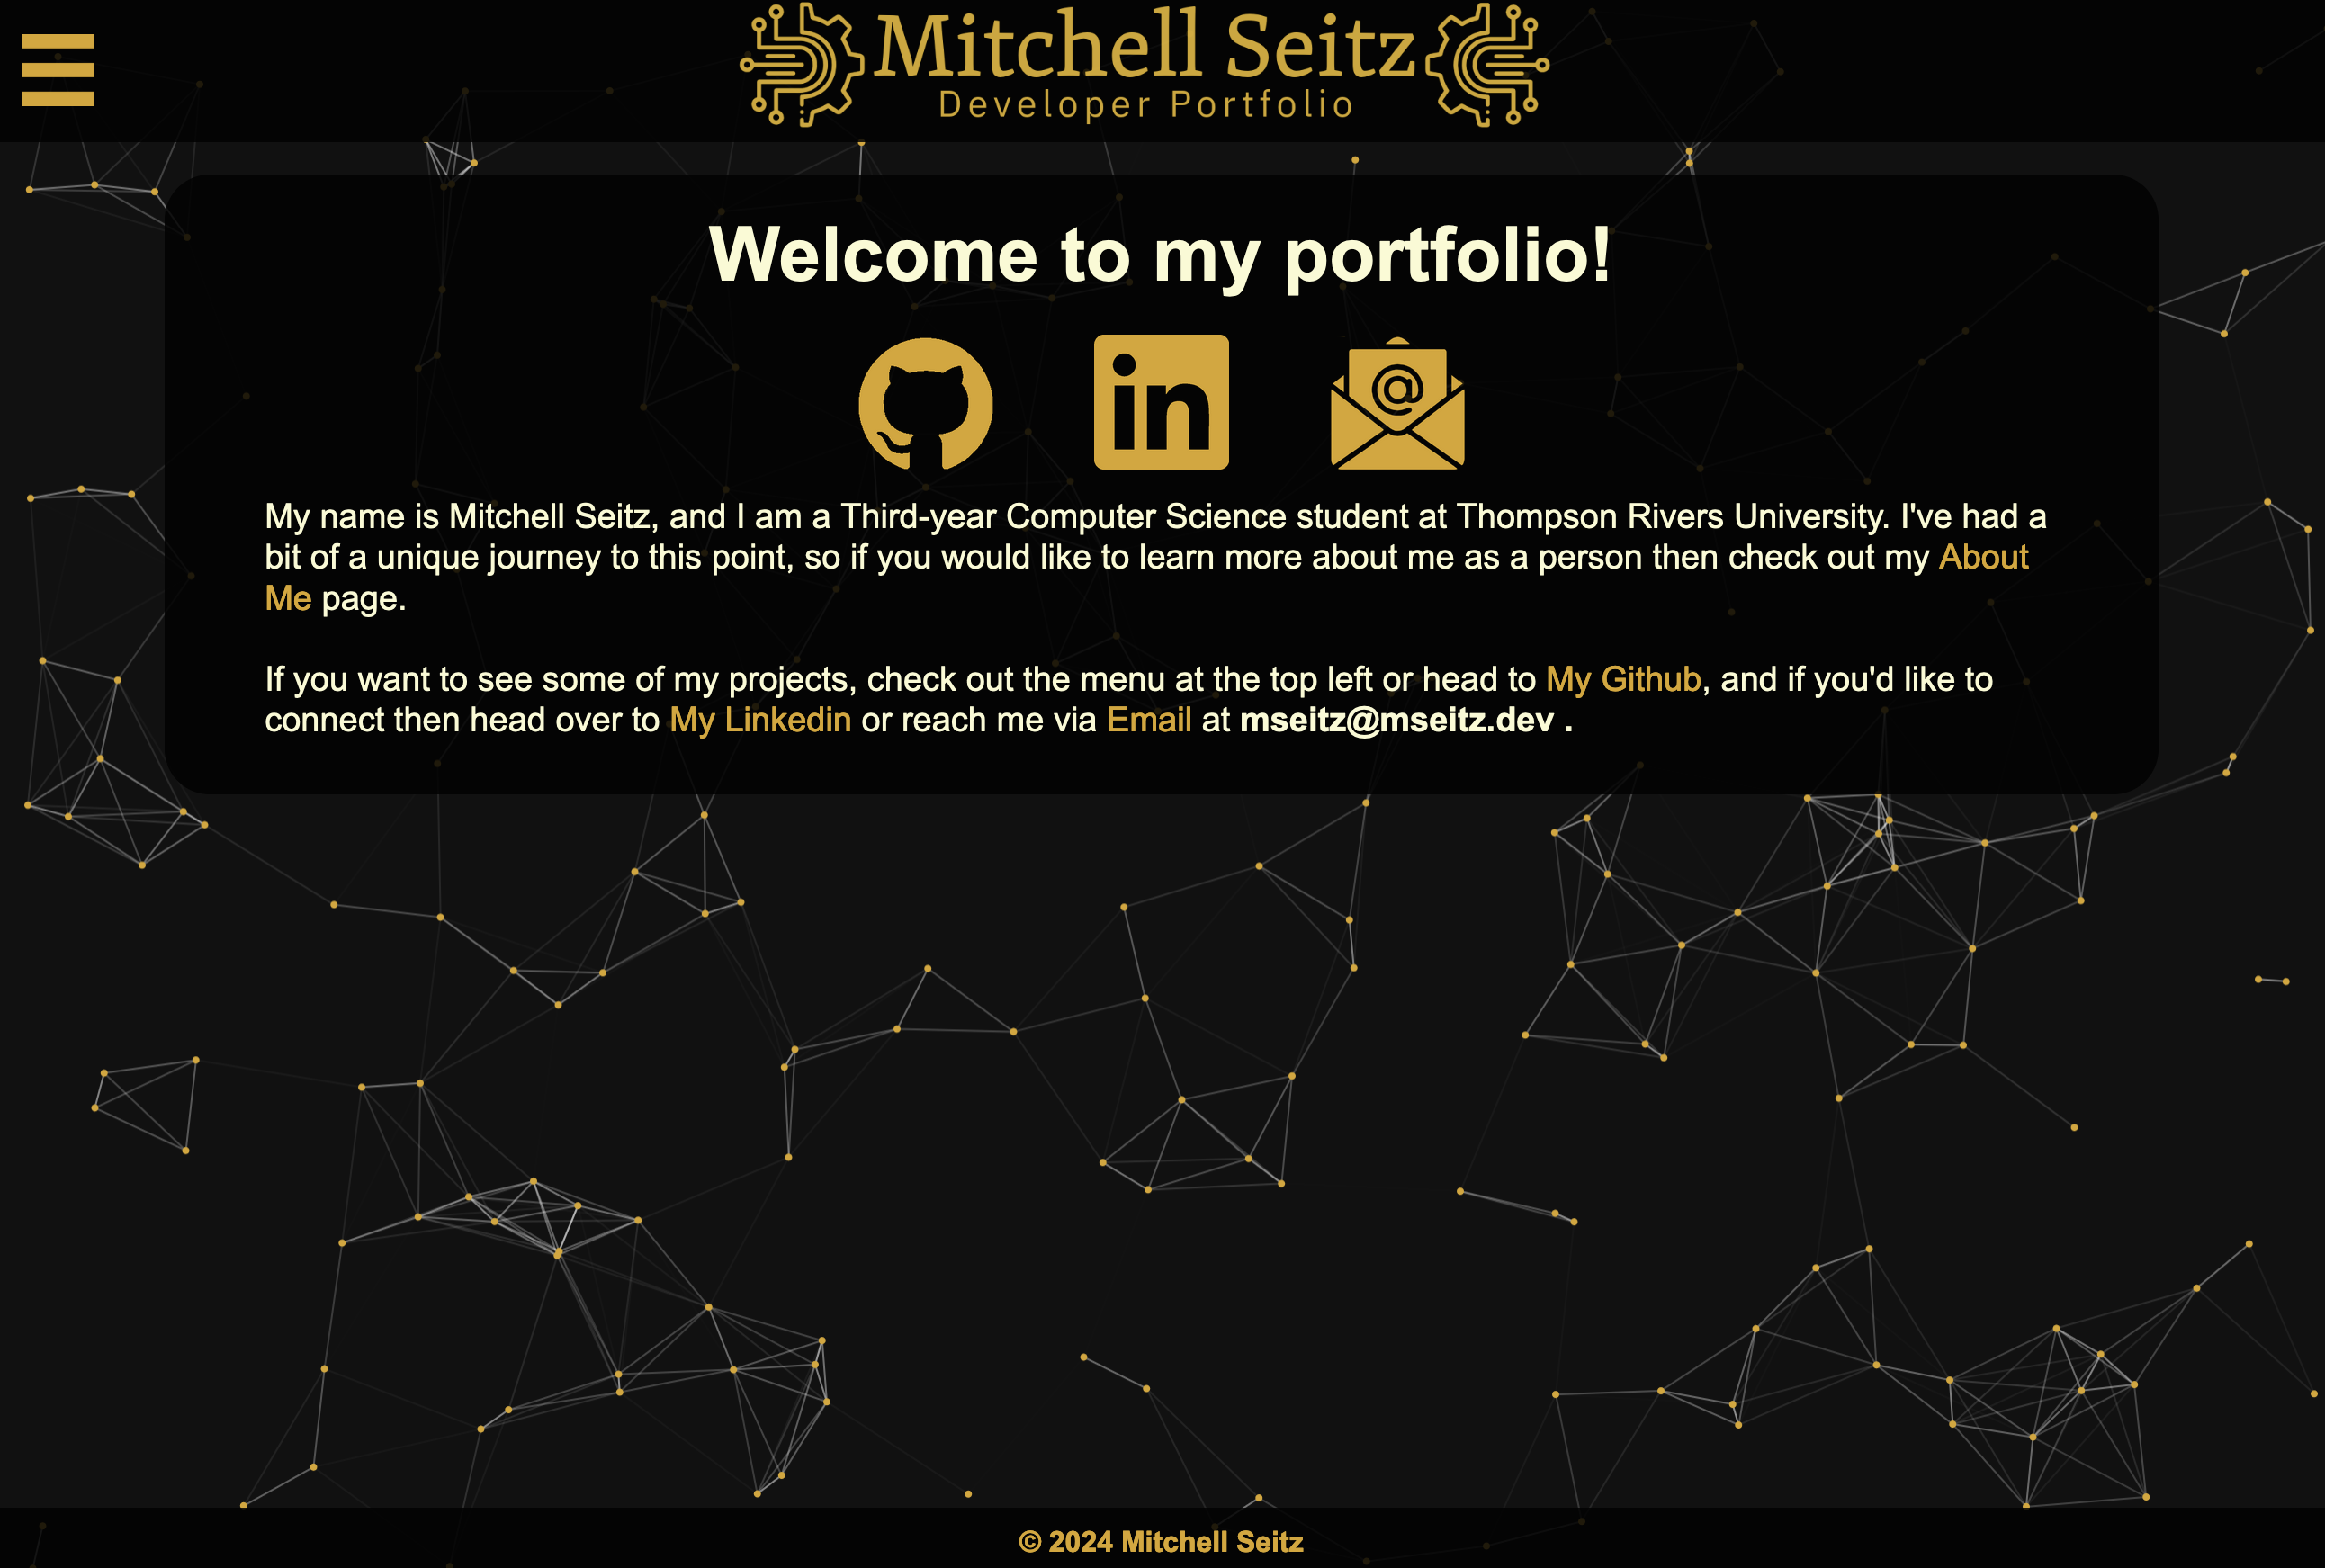 Mitchell Seitz
Developer Portfolio
Welcome to my portfolio!
in
@
My name is Mitchell Seitz, and I am a Third-year Computer Science student at Thompson Rivers University. I've had a
bit of a unique journey to this point, so if you would like to learn more about me as a person then check out my About
Me page.
If you want to see some of my projects, check out the menu at the top left or head to My Github, and if you'd like to
connect then head over to My Linkedin or reach me via Email at mseitz@mseitz.dev .
© 2024 Mitchell Seitz